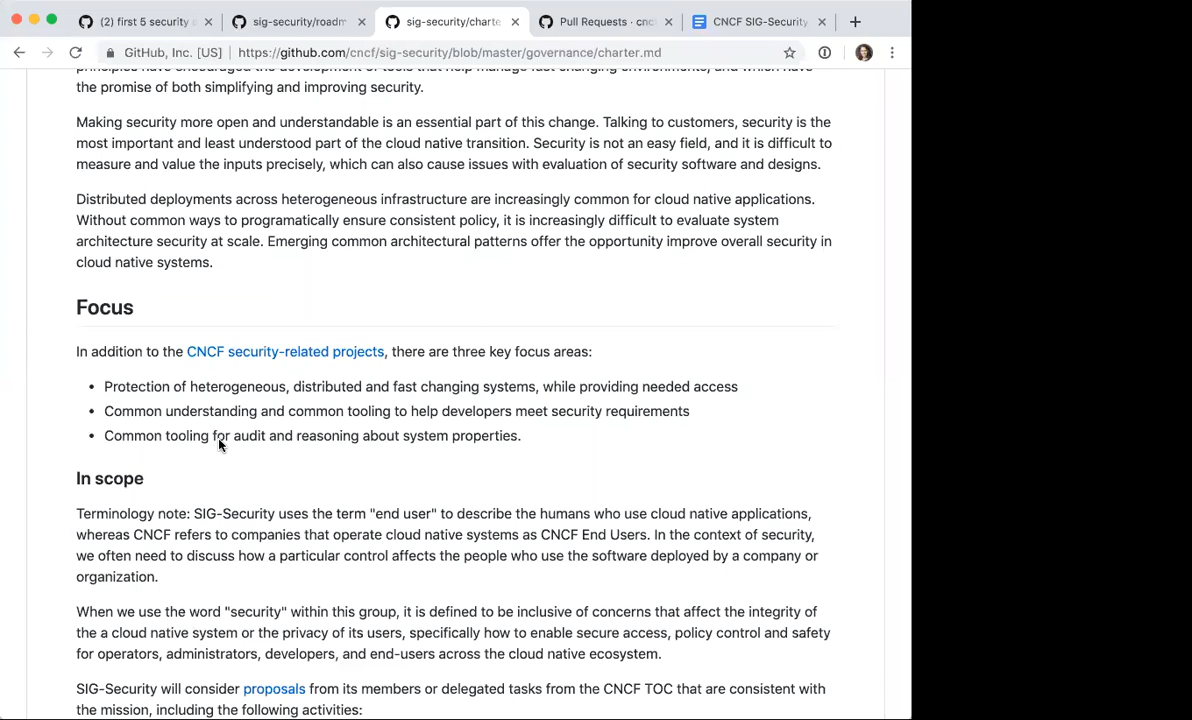 (2) first 5 security a
sig-security/roadm
sig-security/charte
Pull Requests · cnc
CNCF SIG-Security
GitHub, Inc. [US]
https://github.com/cncf/sig-security/blob/master/governance/charter.md
principles have encouraged the development of tools that help manage fast changing environments, and which have
the promise of both simplifying and improving security.
Making security more open and understandable is an essential part of this change. Talking to customers, security is the
most important and least understood part of the cloud native transition. Security is not an easy field, and it is difficult to
measure and value the inputs precisely, which can also cause issues with evaluation of security software and designs.
Distributed deployments across heterogeneous infrastructure are increasingly common for cloud native applications.
Without common ways to programatically ensure consistent policy, it is increasingly difficult to evaluate system
architecture security at scale. Emerging common architectural patterns offer the opportunity improve overall security in
cloud native systems.
Focus
In addition to the CNCF security-related projects, there are three key focus areas:
• Protection of heterogeneous, distributed and fast changing systems, while providing needed access
• Common understanding and common tooling to help developers meet security requirements
• Common tooling for audit and reasoning about system properties.
In scope
Terminology note: SIG-Security uses the term "end user" to describe the humans who use cloud native applications,
whereas CNCF refers to companies that operate cloud native systems as CNCF End Users. In the context of security,
we often need to discuss how a particular control affects the people who use the software deployed by a company or
organization.
When we use the word "security" within this group, it is defined to be inclusive of concerns that affect the integrity of
the a cloud native system or the privacy of its users, specifically how to enable secure access, policy control and safety
for operators, administrators, developers, and end-users across the cloud native ecosystem.
SIG-Security will consider proposals from its members or delegated tasks from the CNCF TOC that are consistent with
the mission, including the following activities: